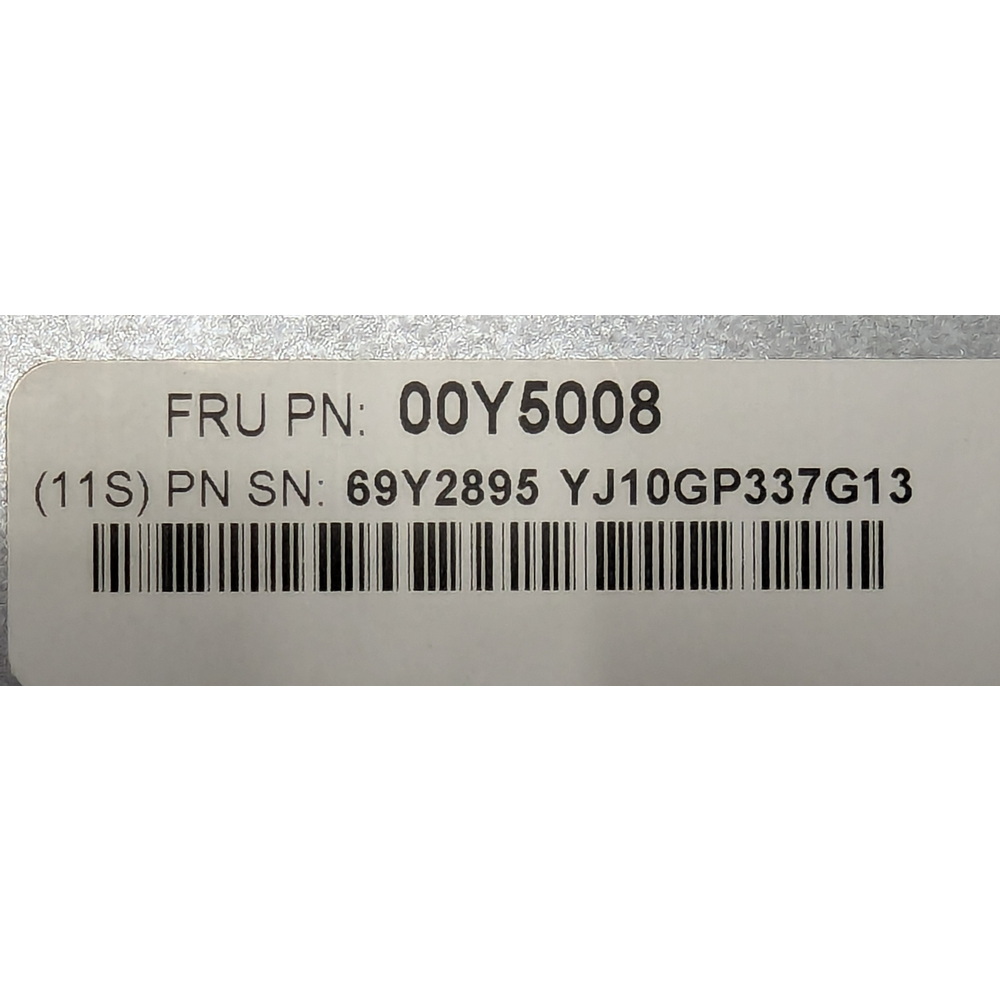 FRU PN: 00Y5008
(11S) PN SN: 69Y2895 YJ10GP337G13